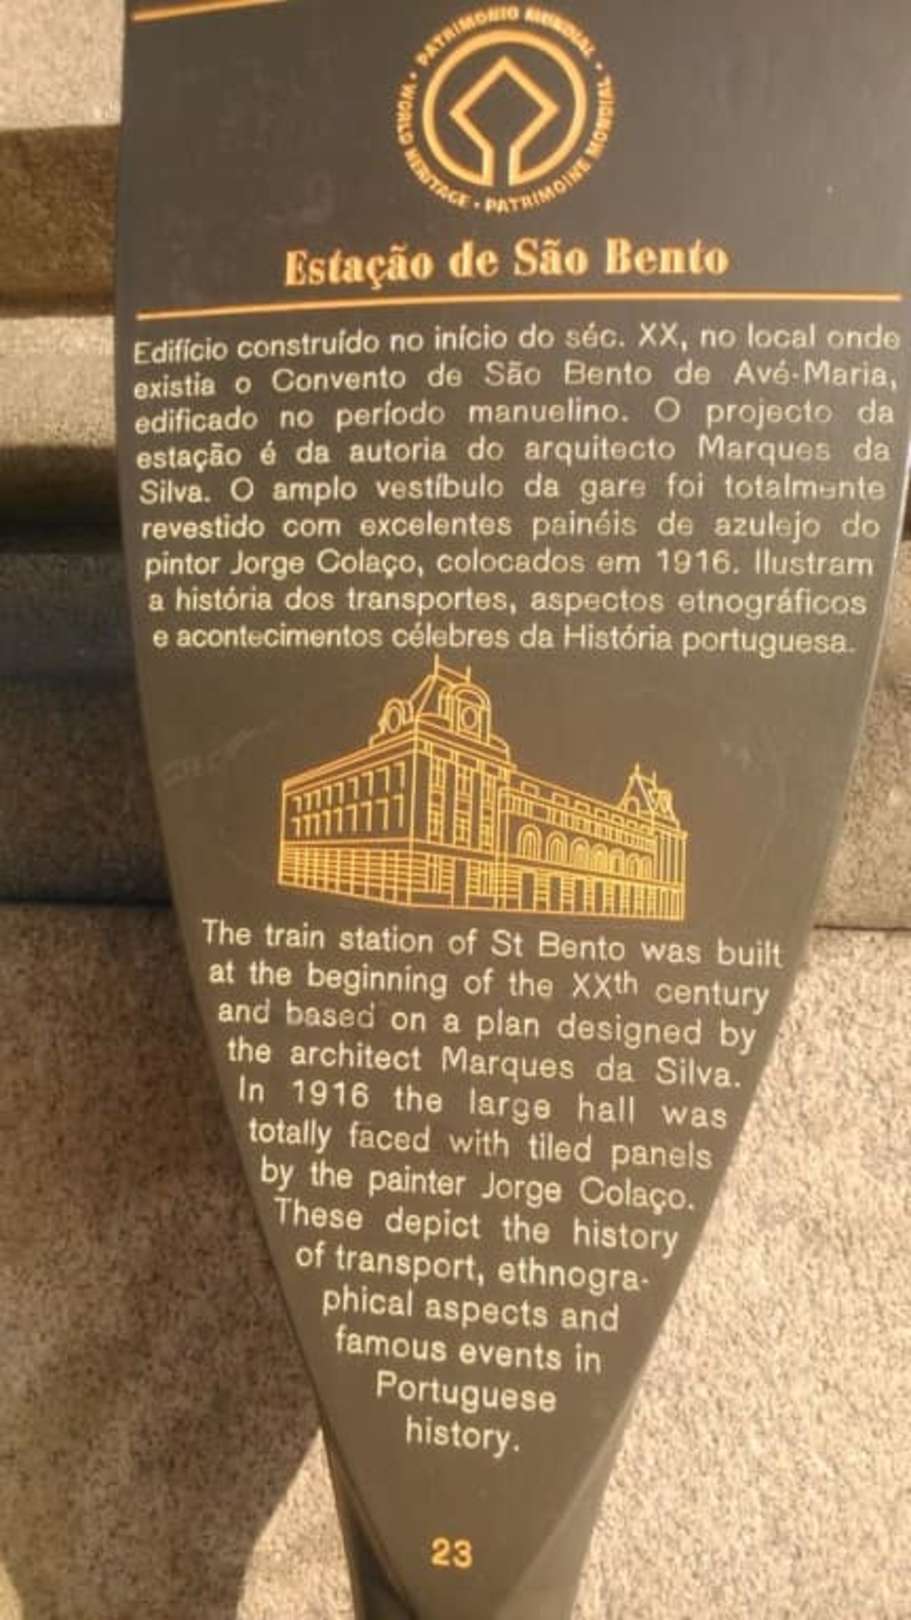 PATRIMONIO MUNDIAL • WORLD HERITAGE • PATRIMOINE MONDIAL •
Estação de São Bento
Edifício construído no início do séc. XX, no local onde
existia o Convento de São Bento de Avé-Maria,
edificado no período manuelino. O projecto da
estação é da autoria do arquitecto Marques da
Silva. O amplo vestíbulo da gare foi totalmente
revestido com excelentes painéis de azulejo do
pintor Jorge Colaço, colocados em 1916. Ilustram
a história dos transportes, aspectos etnográficos
e acontecimentos célebres da História portuguesa.
The train station of St Bento was built
at the beginning of the XXth century
and based on a plan designed by
the architect Marques da Silva.
In 1916 the large hall was
totally faced with tiled panels
by the painter Jorge Colaço.
These depict the history
of transport, ethnogra-
phical aspects and
famous events in
Portuguese
history.
23